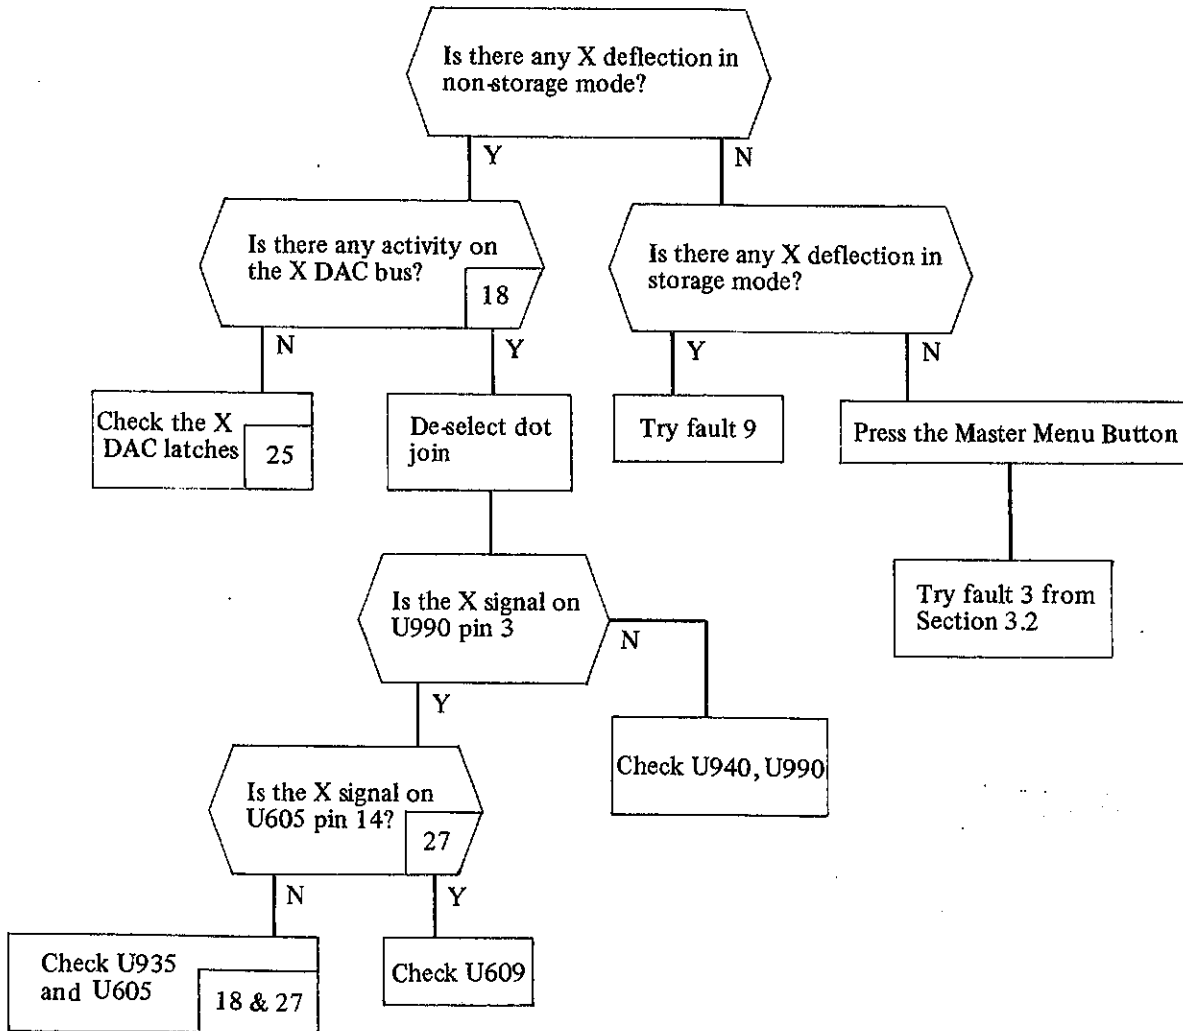 Is there any X deflection in
non-storage mode?
Y
N
Is there any activity on
the X DAC bus?
18
Is there any X deflection in
storage mode?
N
Y
Y
N
Check the X
DAC latches
25
De-select dot
join
Try fault 9
Press the Master Menu Button
Is the X signal on
U990 pin 3
N
Y
Try fault 3 from
Section 3.2
Is the X signal on
U605 pin 14?
27
Check U940, U990
N
Y
Check U935
and U605
18 & 27
Check U609